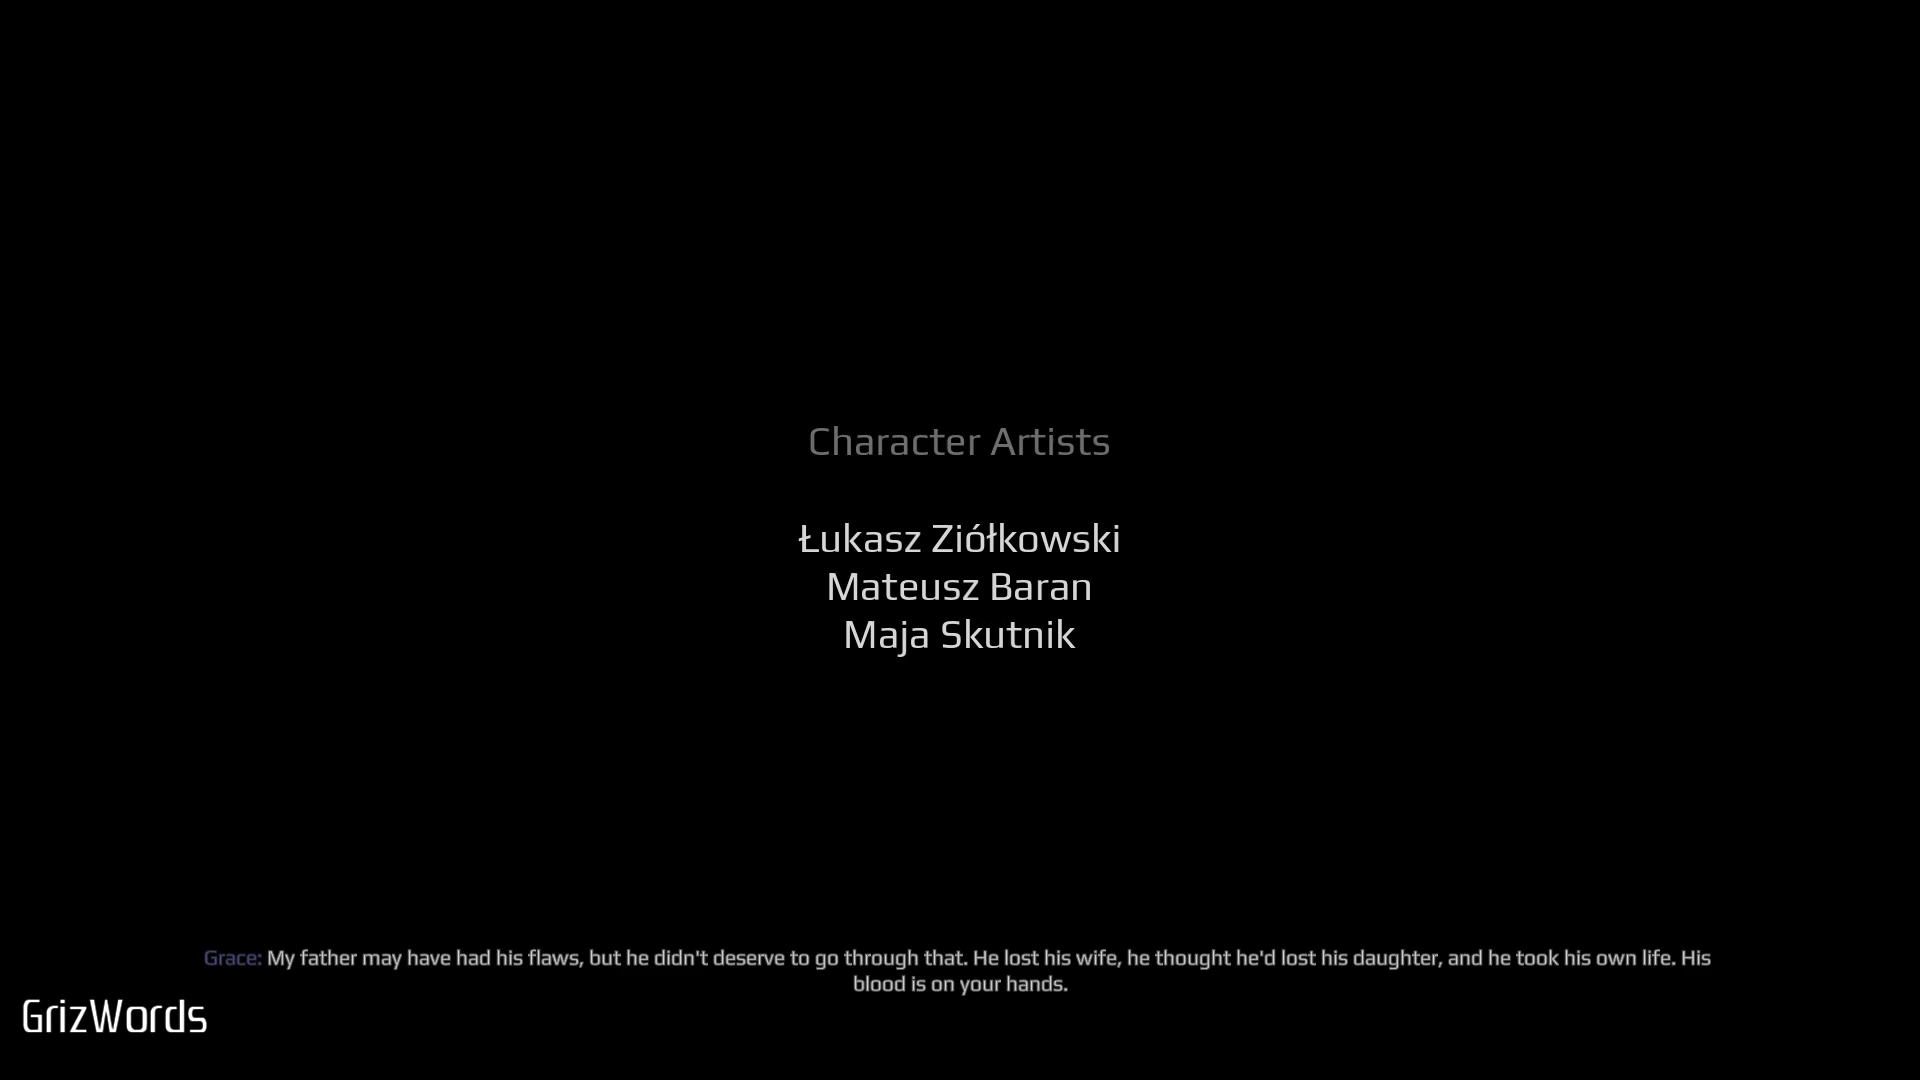 Character Artists
Łukasz Ziółkowski
Mateusz Baran
Maja Skutnik
Grace: My father may have had his flaws, but he didn't deserve to go through that. He lost his wife, he thought he'd lost his daughter, and he took his own life. His
blood is on your hands.
GrizWords